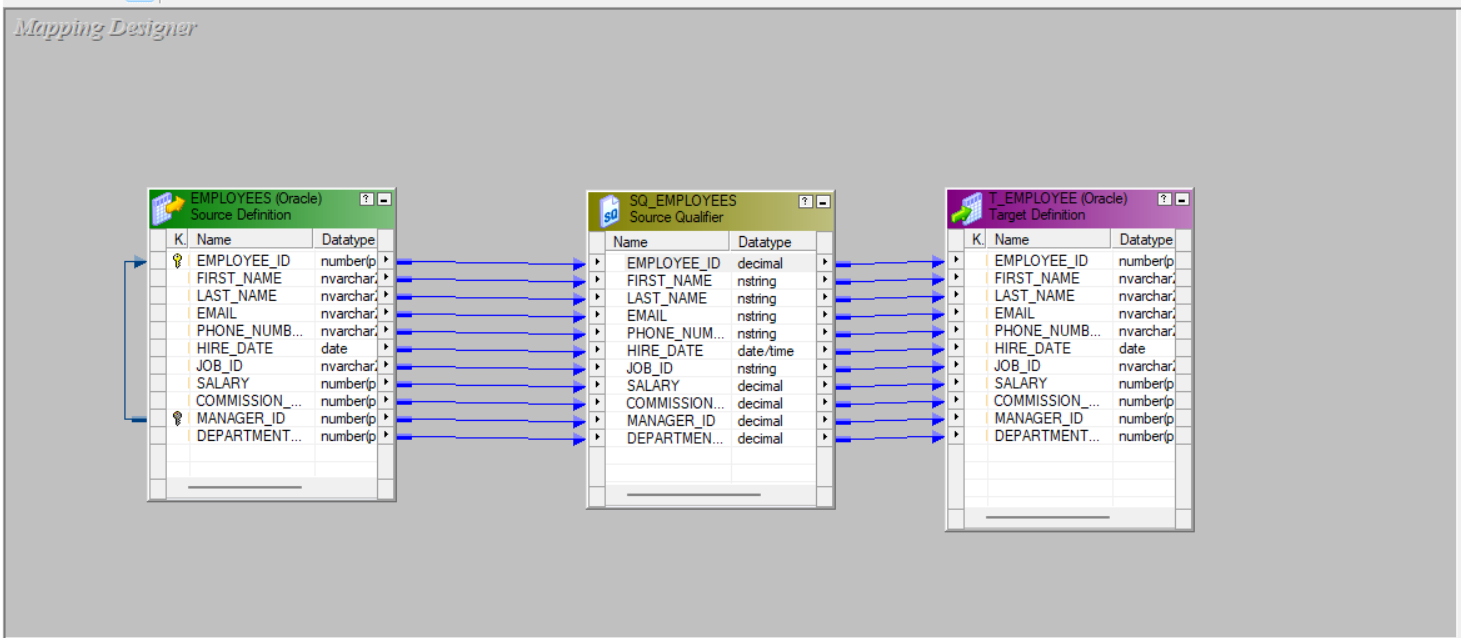 Mapping Designer
EMPLOYEES (Oracle)
Source Definition
K. Name Datatype
EMPLOYEE_ID number(p
FIRST_NAME nvarchar2
LAST_NAME nvarchar2
EMAIL nvarchar2
PHONE_NUMB... nvarchar2
HIRE_DATE date
JOB_ID nvarchar2
SALARY number(p
COMMISSION_... number(p
MANAGER_ID number(p
DEPARTMENT... number(p
SQ_EMPLOYEES
Source Qualifier
Name Datatype
EMPLOYEE_ID decimal
FIRST_NAME nstring
LAST_NAME nstring
EMAIL nstring
PHONE_NUM... nstring
HIRE_DATE date/time
JOB_ID nstring
SALARY decimal
COMMISSION... decimal
MANAGER_ID decimal
DEPARTMEN... decimal
T_EMPLOYEE (Oracle)
Target Definition
K. Name Datatype
EMPLOYEE_ID number(p
FIRST_NAME nvarchar2
LAST_NAME nvarchar2
EMAIL nvarchar2
PHONE_NUMB... nvarchar2
HIRE_DATE date
JOB_ID nvarchar2
SALARY number(p
COMMISSION_... number(p
MANAGER_ID number(p
DEPARTMENT... number(p